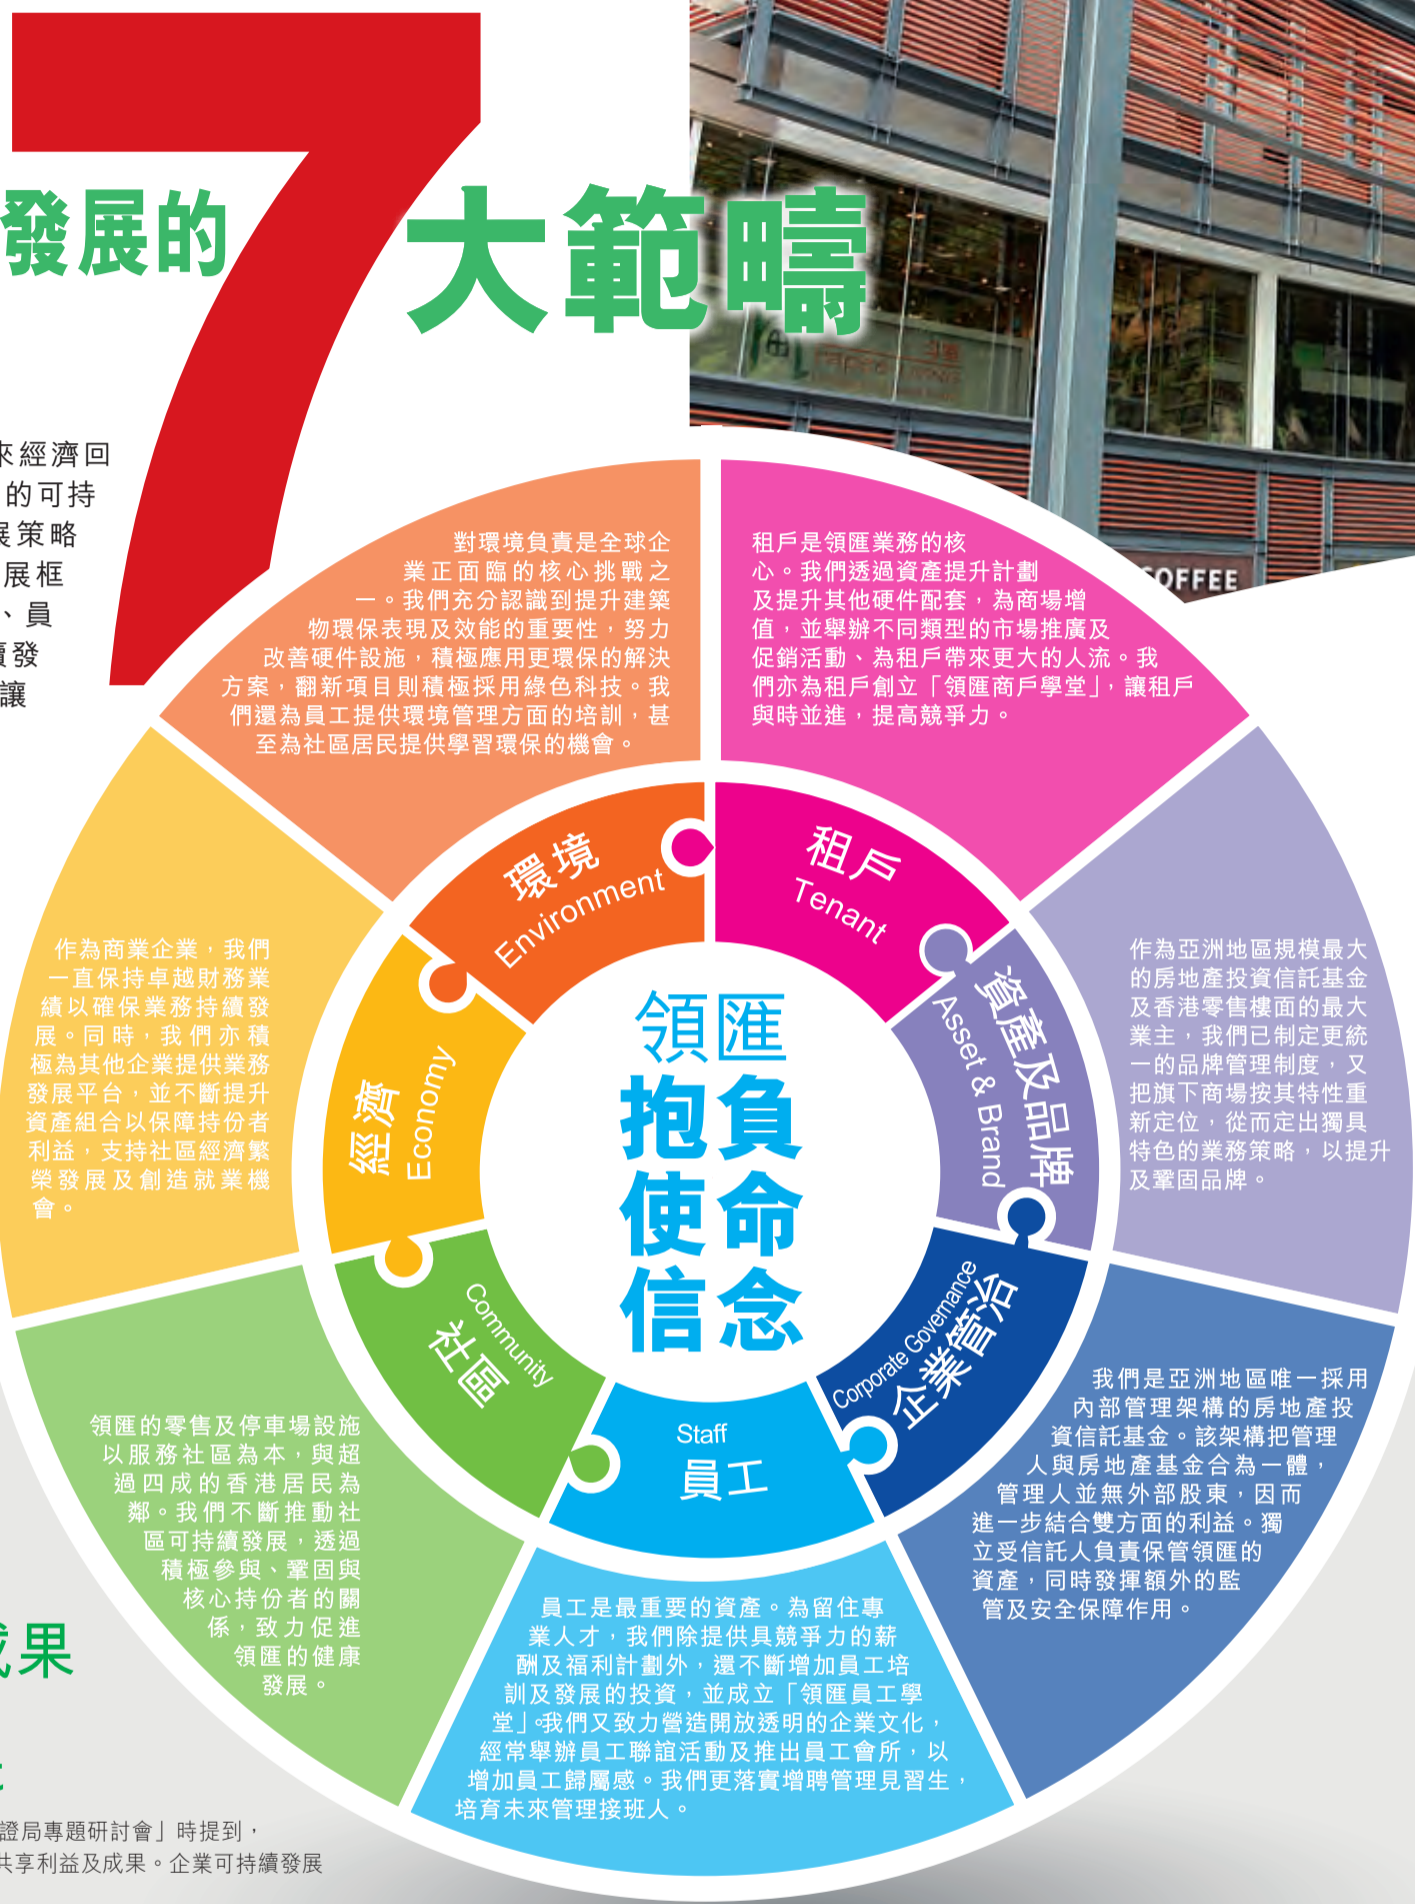 7
發展的
大範疇
來經濟回
的可持
展策略
展框
、員
續發
讓
COFFEE
對環境負責是全球企
業正面臨的核心挑戰之
一。我們充分認識到提升建築
物環保表現及效能的重要性，努力
改善硬件設施，積極應用更環保的解決
方案，翻新項目則積極採用綠色科技。我
們還為員工提供環境管理方面的培訓，甚
至為社區居民提供學習環保的機會。
租戶是領匯業務的核
心。我們透過資產提升計劃
及提升其他硬件配套，為商場增
值，並舉辦不同類型的市場推廣及
促銷活動、為租戶帶來更大的人流。我
們亦為租戶創立「領匯商戶學堂」，讓租戶
與時並進，提高競爭力。
環境
Environment
租戶
Tenant
作為商業企業，我們
一直保持卓越財務業
績以確保業務持續發
展。同時，我們亦積
極為其他企業提供業務
發展平台，並不斷提升
資產組合以保障持份者
利益，支持社區經濟繁
榮發展及創造就業機
會。
經濟
Economy
領匯
抱負
使命
信念
資產及品牌
Asset & Brand
作為亞洲地區規模最大
的房地產投資信託基金
及香港零售樓面的最大
業主，我們已制定更統
一的品牌管理制度，又
把旗下商場按其特性重
新定位，從而定出獨具
特色的業務策略，以提升
及鞏固品牌。
Community
社區
Staff
員工
Corporate Governance
企業管治
領匯的零售及停車場設施
以服務社區為本，與超
過四成的香港居民為
鄰。我們不斷推動社
區可持續發展，透過
積極參與、鞏固與
核心持份者的關
係，致力促進
領匯的健康
發展。
我們是亞洲地區唯一採用
內部管理架構的房地產投
資信託基金。該架構把管理
人與房地產基金合為一體，
管理人並無外部股東，因而
進一步結合雙方面的利益。獨
立受信託人負責保管領匯的
資產，同時發揮額外的監
管及安全保障作用。
員工是最重要的資產。為留住專
業人才，我們除提供具競爭力的薪
酬及福利計劃外，還不斷增加員工培
訓及發展的投資，並成立「領匯員工學
堂」。我們又致力營造開放透明的企業文化，
經常舉辦員工聯誼活動及推出員工會所，以
增加員工歸屬感。我們更落實增聘管理見習生，
培育未來管理接班人。
成果
證局專題研討會」時提到，
共享利益及成果。企業可持續發展